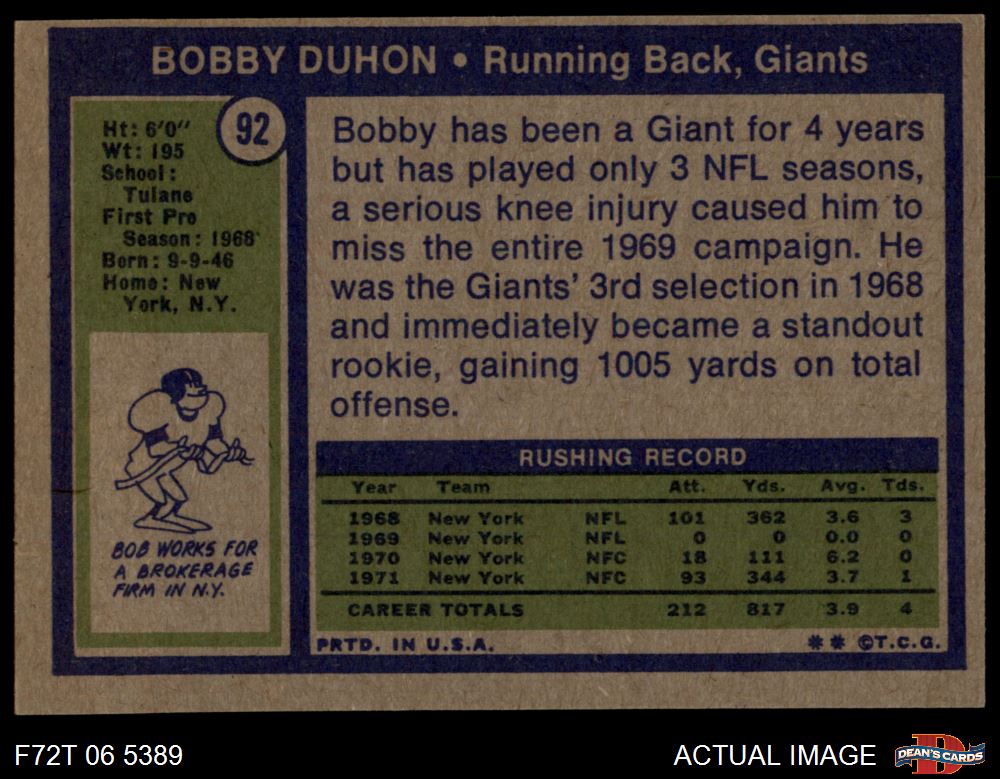 BOBBY DUHON • Running Back, Giants
92
Ht: 6'0"
Wt: 195
School:
Tulane
First Pro
Season: 1968
Born: 9-9-46
Home: New
York, N.Y.
BOB WORKS FOR
A BROKERAGE
FIRM IN N.Y.
Bobby has been a Giant for 4 years
but has played only 3 NFL seasons,
a serious knee injury caused him to
miss the entire 1969 campaign. He
was the Giants' 3rd selection in 1968
and immediately became a standout
rookie, gaining 1005 yards on total
offense.
RUSHING RECORD
Year Team Att. Yds. Avg. Tds.
1968 New York NFL 101 362 3.6 3
1969 New York NFL 0 0 0.0 0
1970 New York NFC 18 111 6.2 0
1971 New York NFC 93 344 3.7 1
CAREER TOTALS 212 817 3.9 4
PRTD. IN U.S.A. ✱✱ ©T.C.G.
F72T 06 5389
ACTUAL IMAGE
D
DEAN'S CARDS